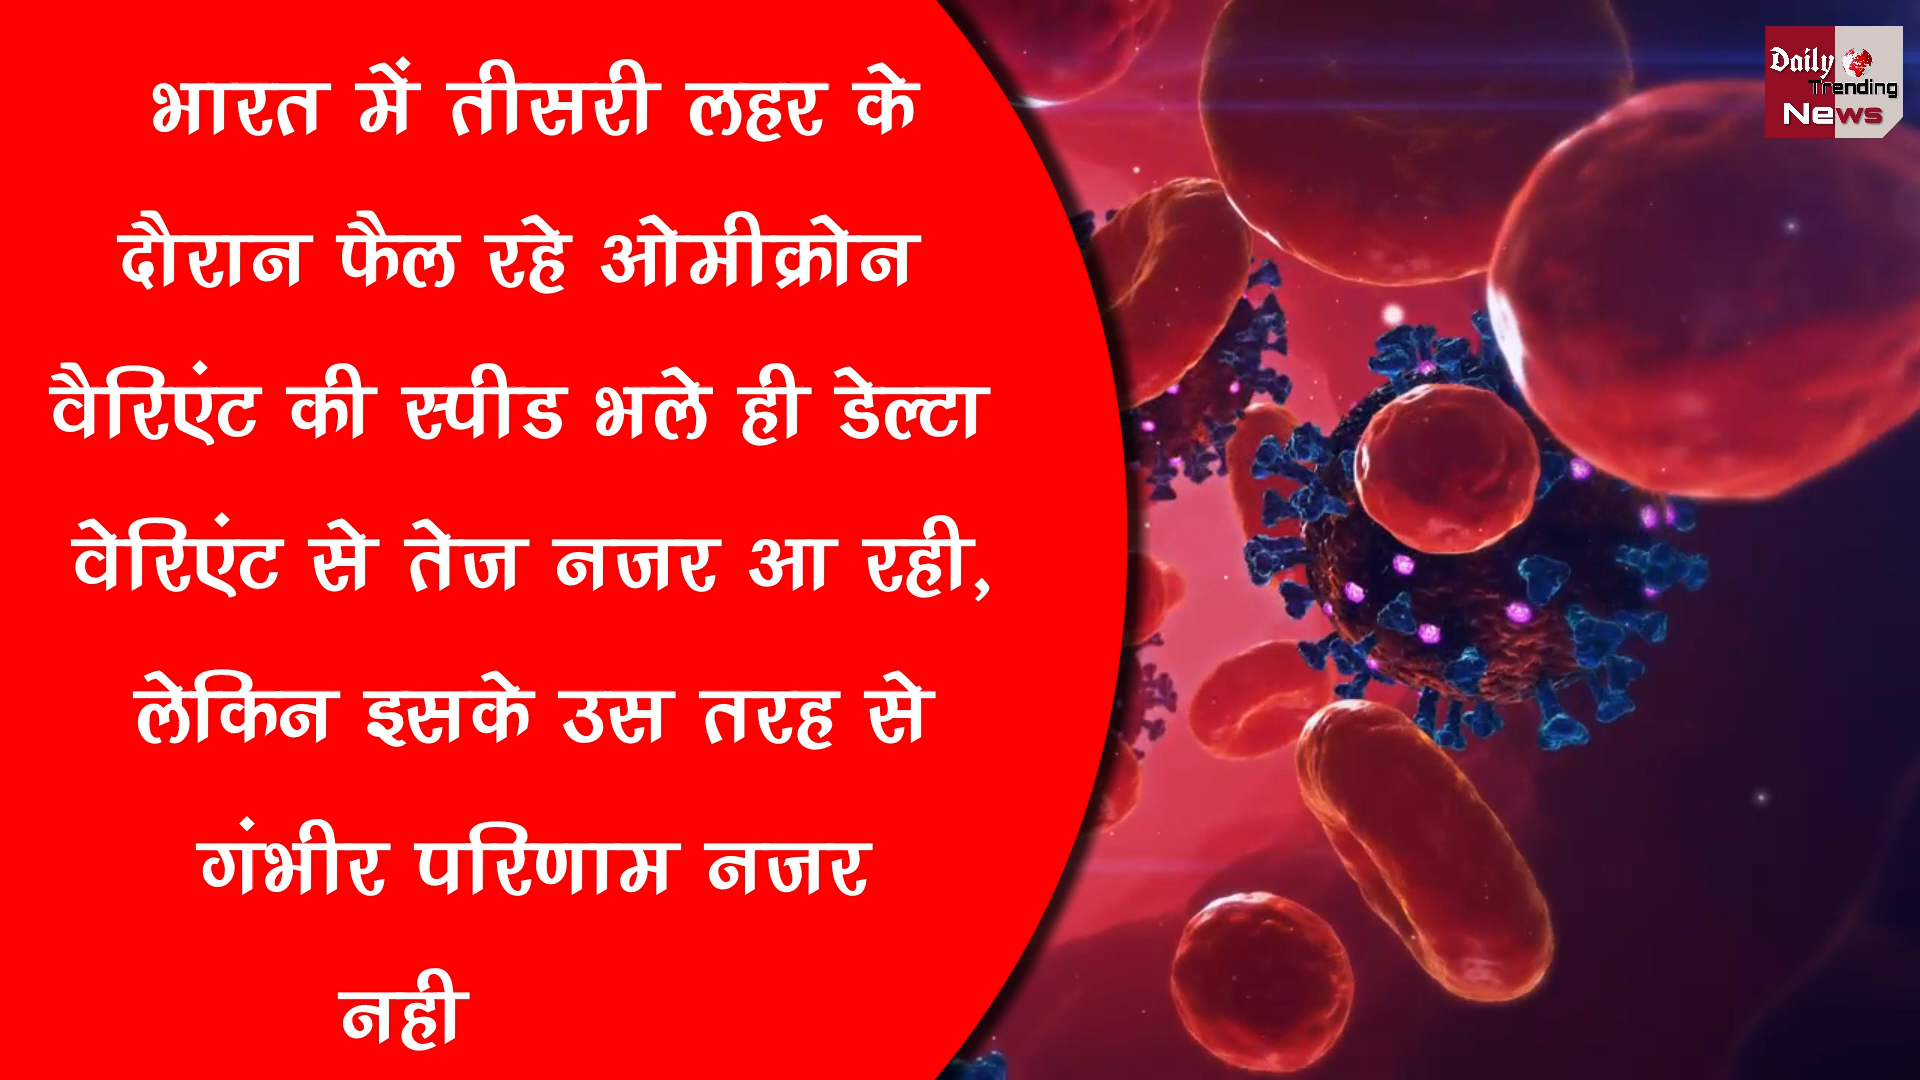 भारत में तीसरी लहर के
दौरान फैल रहे ओमीक्रोन
वैरिएंट की स्पीड भले ही डेल्टा
वेरिएंट से तेज नजर आ रही,
लेकिन इसके उस तरह से
गंभीर परिणाम नजर
नही
Daily
Trending
News